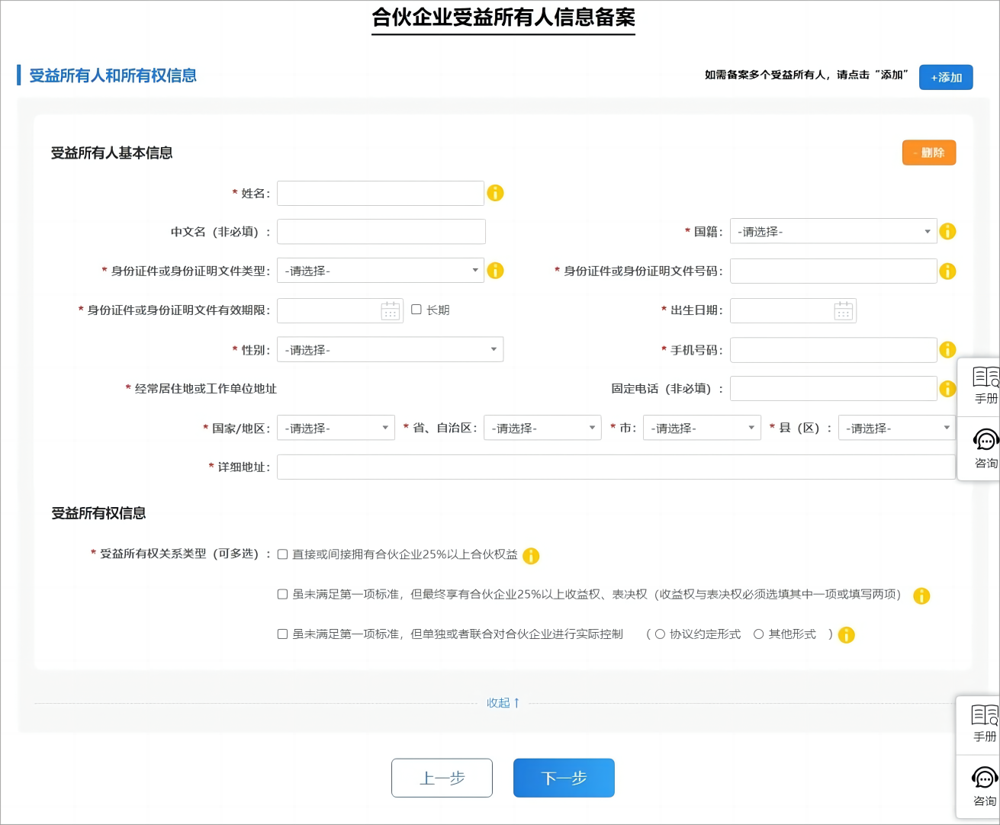 合伙企业受益所有人信息备案
受益所有人和所有权信息
如需备案多个受益所有人，请点击“添加”
+添加
受益所有人基本信息
- 删除
* 姓名：
中文名（非必填）：
* 国籍： -请选择-
* 身份证件或身份证明文件类型： -请选择-
* 身份证件或身份证明文件号码：
* 身份证件或身份证明文件有效期限： 长期
* 出生日期：
* 性别： -请选择-
* 手机号码：
* 经常居住地或工作单位地址
固定电话（非必填）：
* 国家/地区： -请选择- * 省、自治区： -请选择- * 市： -请选择- * 县（区）： -请选择-
* 详细地址：
手册
咨询
受益所有权信息
* 受益所有权关系类型（可多选）： 直接或间接拥有合伙企业25%以上合伙权益
虽未满足第一项标准，但最终享有合伙企业25%以上收益权、表决权（收益权与表决权必须选填其中一项或填写两项）
虽未满足第一项标准，但单独或者联合对合伙企业进行实际控制 （ 协议约定形式 其他形式 ）
收起↑
手册
咨询
上一步
下一步